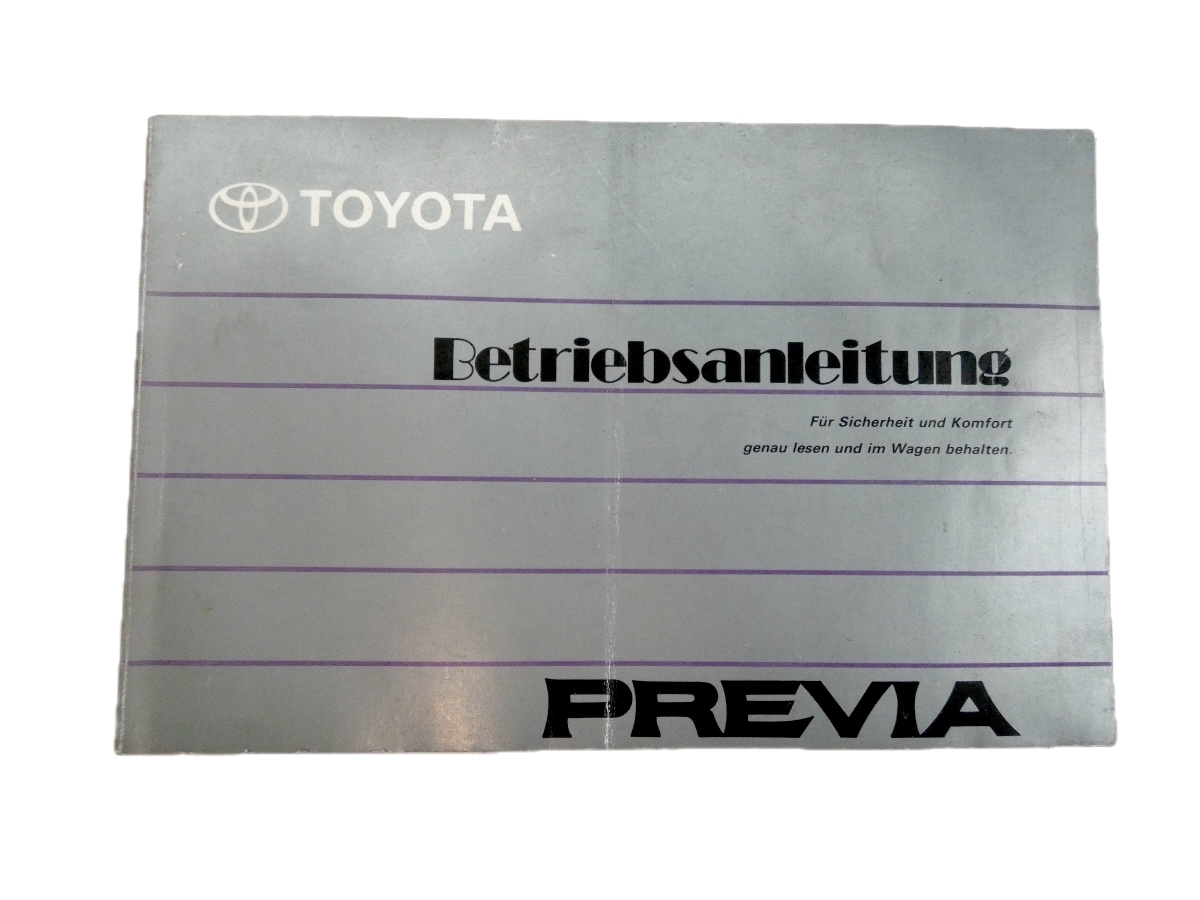 TOYOTA
Betriebsanleitung
Für Sicherheit und Komfort
genau lesen und im Wagen behalten.
PREVIA